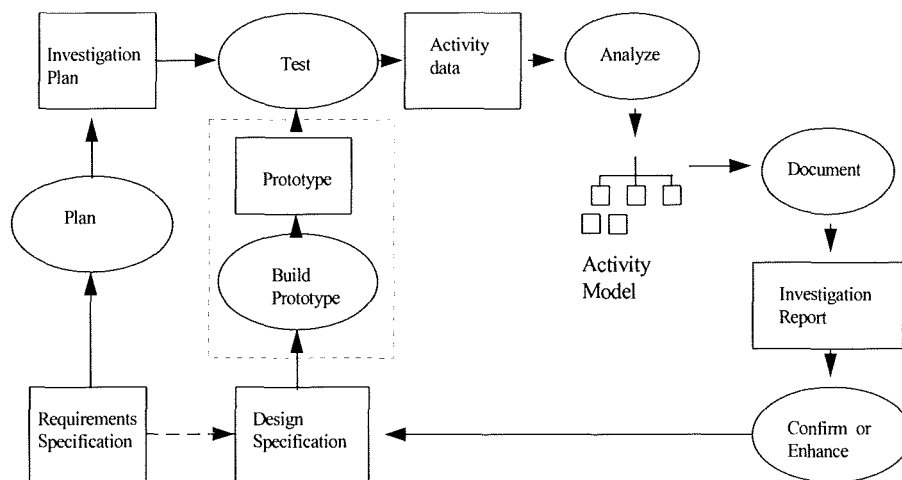 Investigation
Plan
Test
Activity
data
Analyze
Prototype
Document
Plan
Build
Prototype
Activity
Model
Investigation
Report
Requirements
Specification
Design
Specification
Confirm or
Enhance